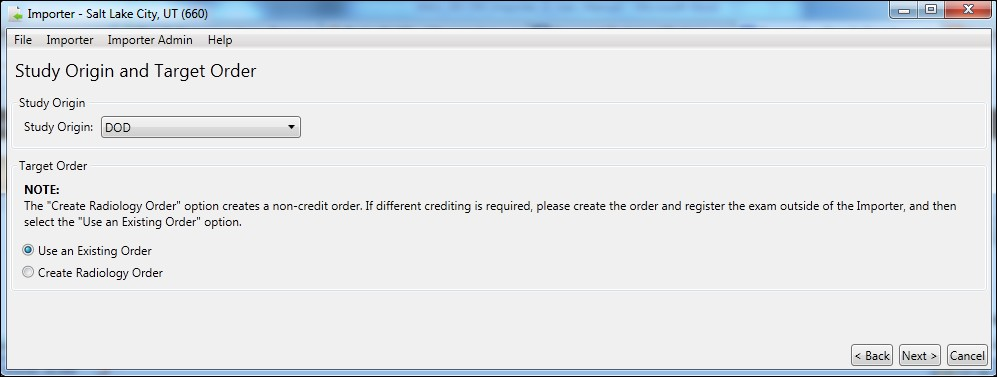 Importer - Salt Lake City, UT (660)
File Importer Importer Admin Help
Study Origin and Target Order
Study Origin
Study Origin: DOD
Target Order
NOTE:
The "Create Radiology Order" option creates a non-credit order. If different crediting is required, please create the order and register the exam outside of the Importer, and then
select the "Use an Existing Order" option.
Use an Existing Order
Create Radiology Order
< Back Next > Cancel